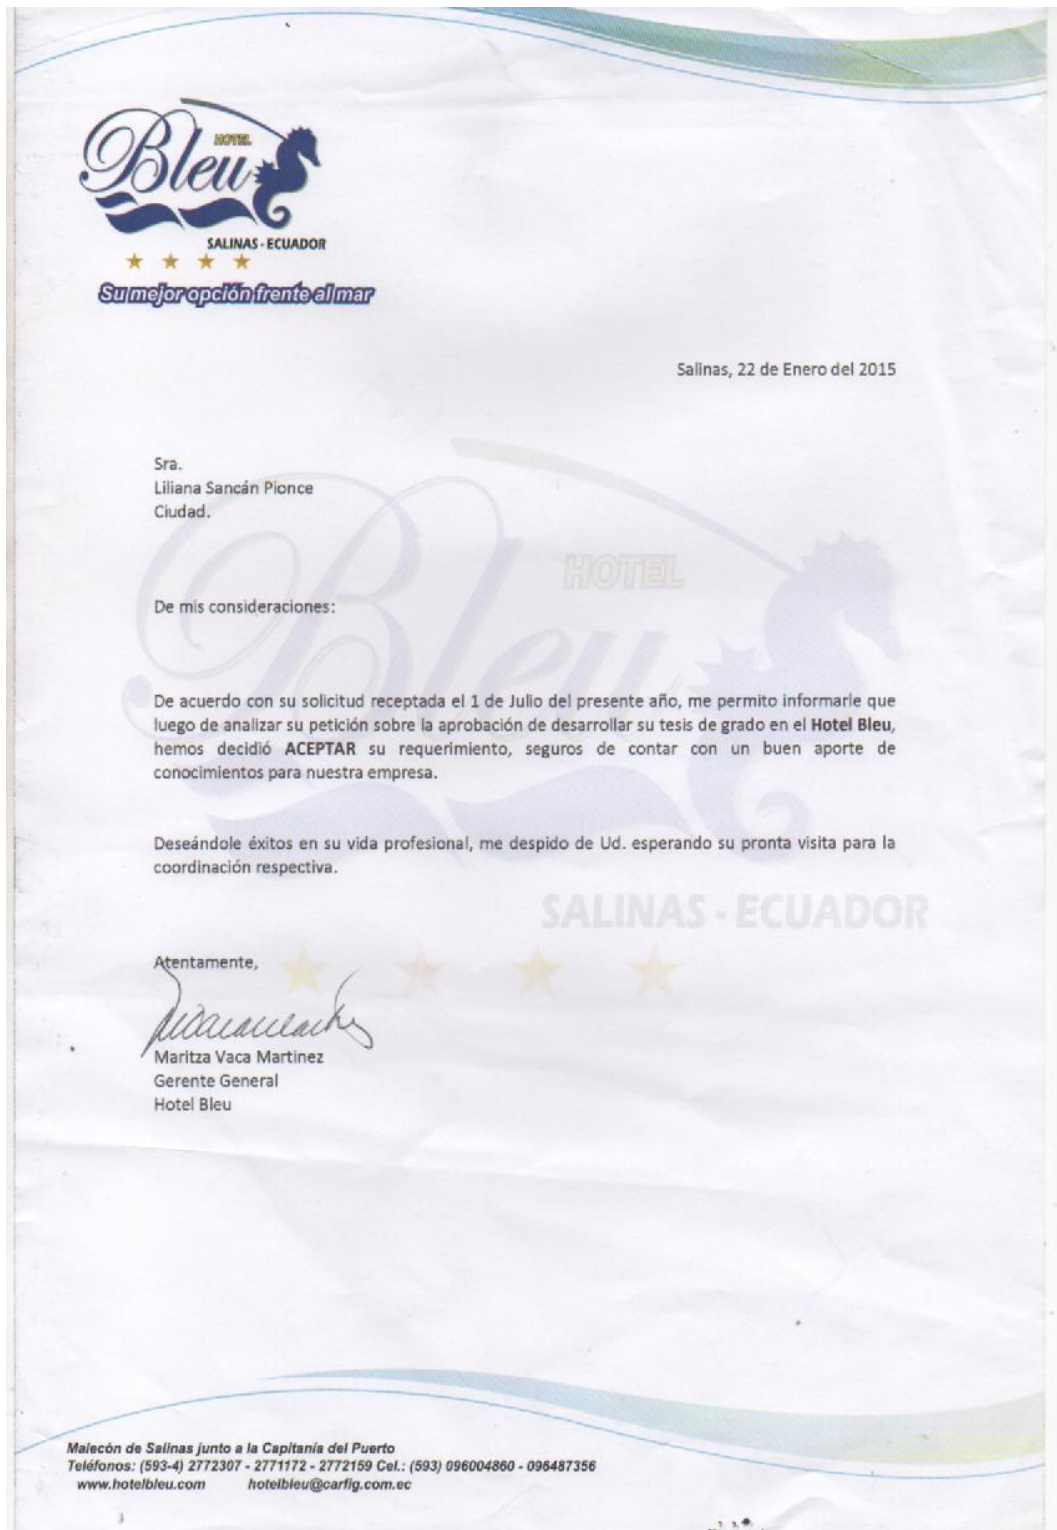 HOTEL
Bleu
SALINAS - ECUADOR
Su mejor opción frente al mar
Salinas, 22 de Enero del 2015
Sra.
Liliana Sancán Pionce
Ciudad.
HOTEL
Bleu
De mis consideraciones:
De acuerdo con su solicitud receptada el 1 de Julio del presente año, me permito informarle que
luego de analizar su petición sobre la aprobación de desarrollar su tesis de grado en el Hotel Bleu,
hemos decidió ACEPTAR su requerimiento, seguros de contar con un buen aporte de
conocimientos para nuestra empresa.
Deseándole éxitos en su vida profesional, me despido de Ud. esperando su pronta visita para la
coordinación respectiva.
SALINAS - ECUADOR
Atentamente,
Maritza Vaca Martinez
Gerente General
Hotel Bleu
Malecón de Salinas junto a la Capitanía del Puerto
Teléfonos: (593-4) 2772307 - 2771172 - 2772159 Cel.: (593) 096004860 - 096487356
www.hotelbleu.com hotelbleu@carfig.com.ec